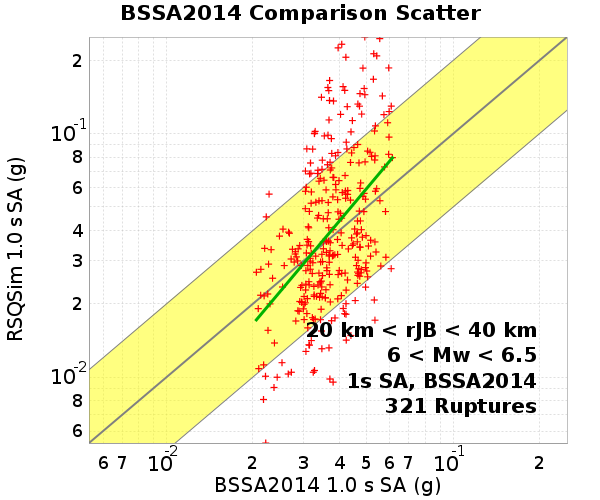 BSSA2014 Comparison Scatter
RSQSim 1.0 s SA (g)
2
10-1
8
6
4
3
2
10-2
8
6
20 km < rJB < 40 km
6 < Mw < 6.5
1s SA, BSSA2014
321 Ruptures
6 7 10-2 2 3 4 5 6 7 10-1 2
BSSA2014 1.0 s SA (g)